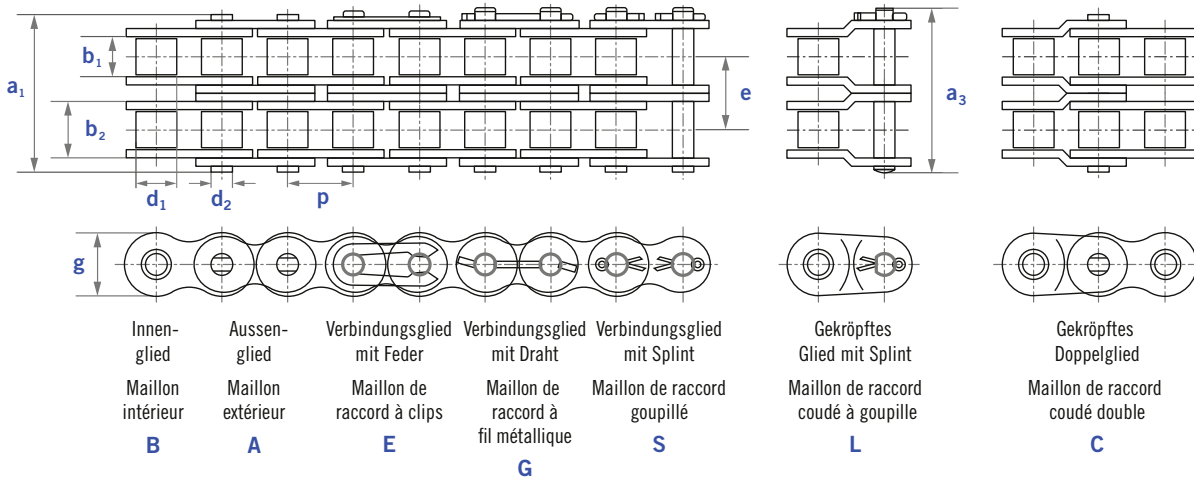 a₁
b₁
b₂
d₁
d₂
p
e
a₃
g
Innen-
glied
Maillon
intérieur
B
Aussen-
glied
Maillon
extérieur
A
Verbindungsglied
mit Feder
Maillon de
raccord à clips
E
Verbindungsglied
mit Draht
Maillon de
raccord à
fil métallique
G
Verbindungsglied
mit Splint
Maillon de raccord
goupillé
S
Gekröpftes
Glied mit Splint
Maillon de raccord
coudé à goupille
L
Gekröpftes
Doppelglied
Maillon de raccord
coudé double
C